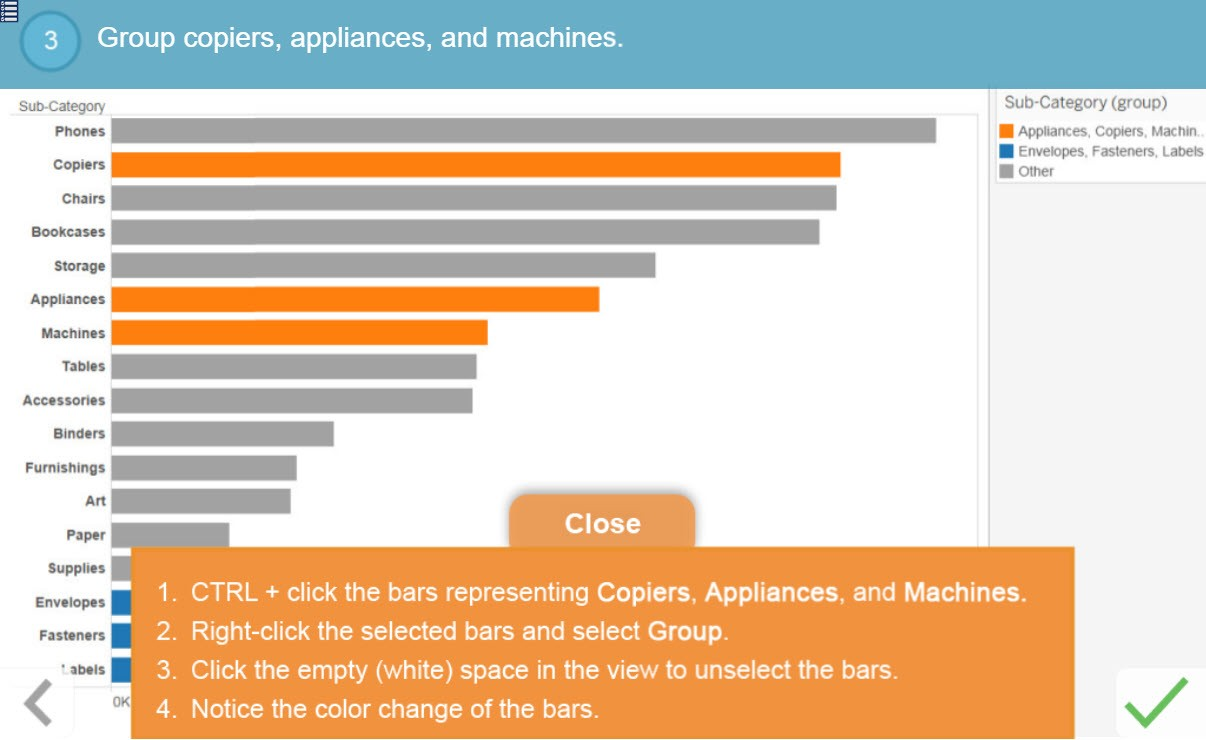 3 Group copiers, appliances, and machines.
Sub-Category
Phones
Copiers
Chairs
Bookcases
Storage
Appliances
Machines
Tables
Accessories
Binders
Furnishings
Art
Paper
Supplies
Envelopes
Fasteners
Labels
0K
Sub-Category (group)
Appliances, Copiers, Machin..
Envelopes, Fasteners, Labels
Other
Close
1. CTRL + click the bars representing Copiers, Appliances, and Machines.
2. Right-click the selected bars and select Group.
3. Click the empty (white) space in the view to unselect the bars.
4. Notice the color change of the bars.